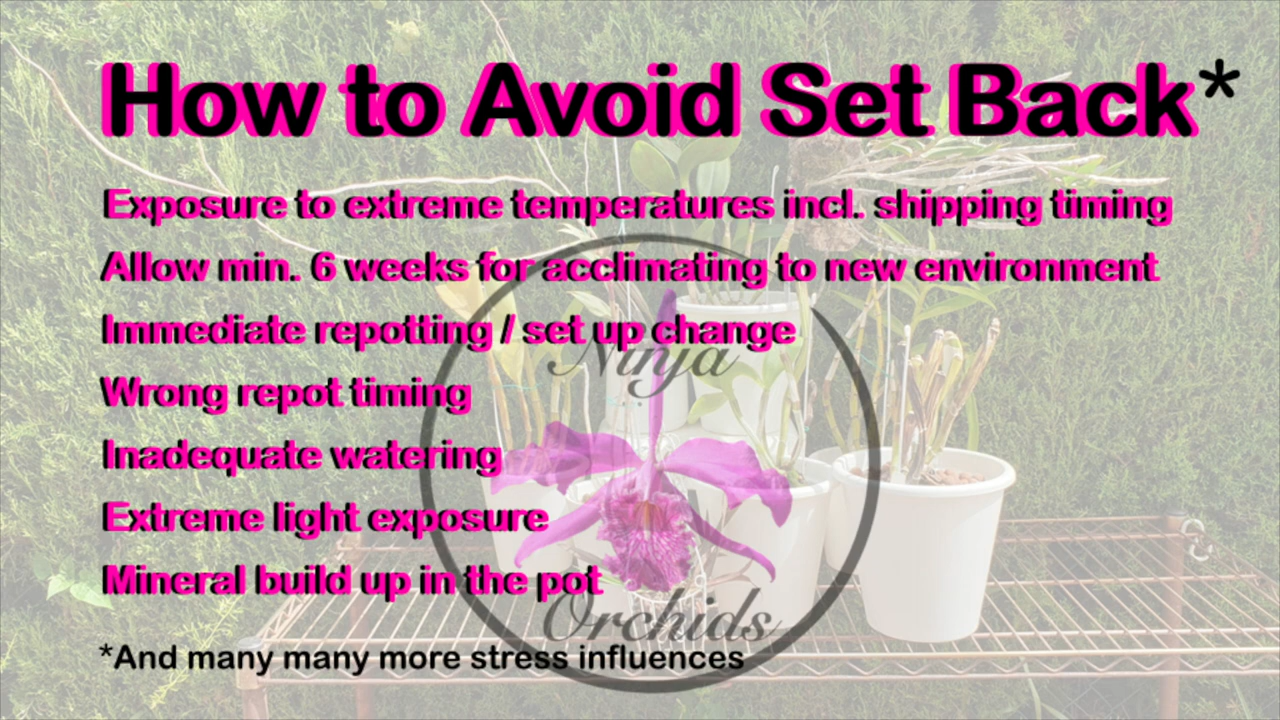 How to Avoid Set Back*
Exposure to extreme temperatures incl. shipping timing
Allow min. 6 weeks for acclimating to new environment
Immediate repotting / set up change
Ninja
Wrong repot timing
Inadequate watering
Extreme light exposure
Mineral build up in the pot
Orchids
*And many many more stress influences